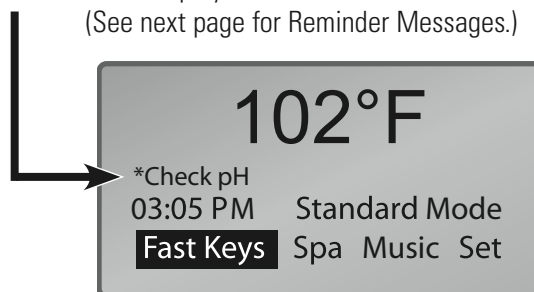 (See next page for Reminder Messages.)
102°F
*Check pH
03:05 PM Standard Mode
Fast Keys Spa Music Set